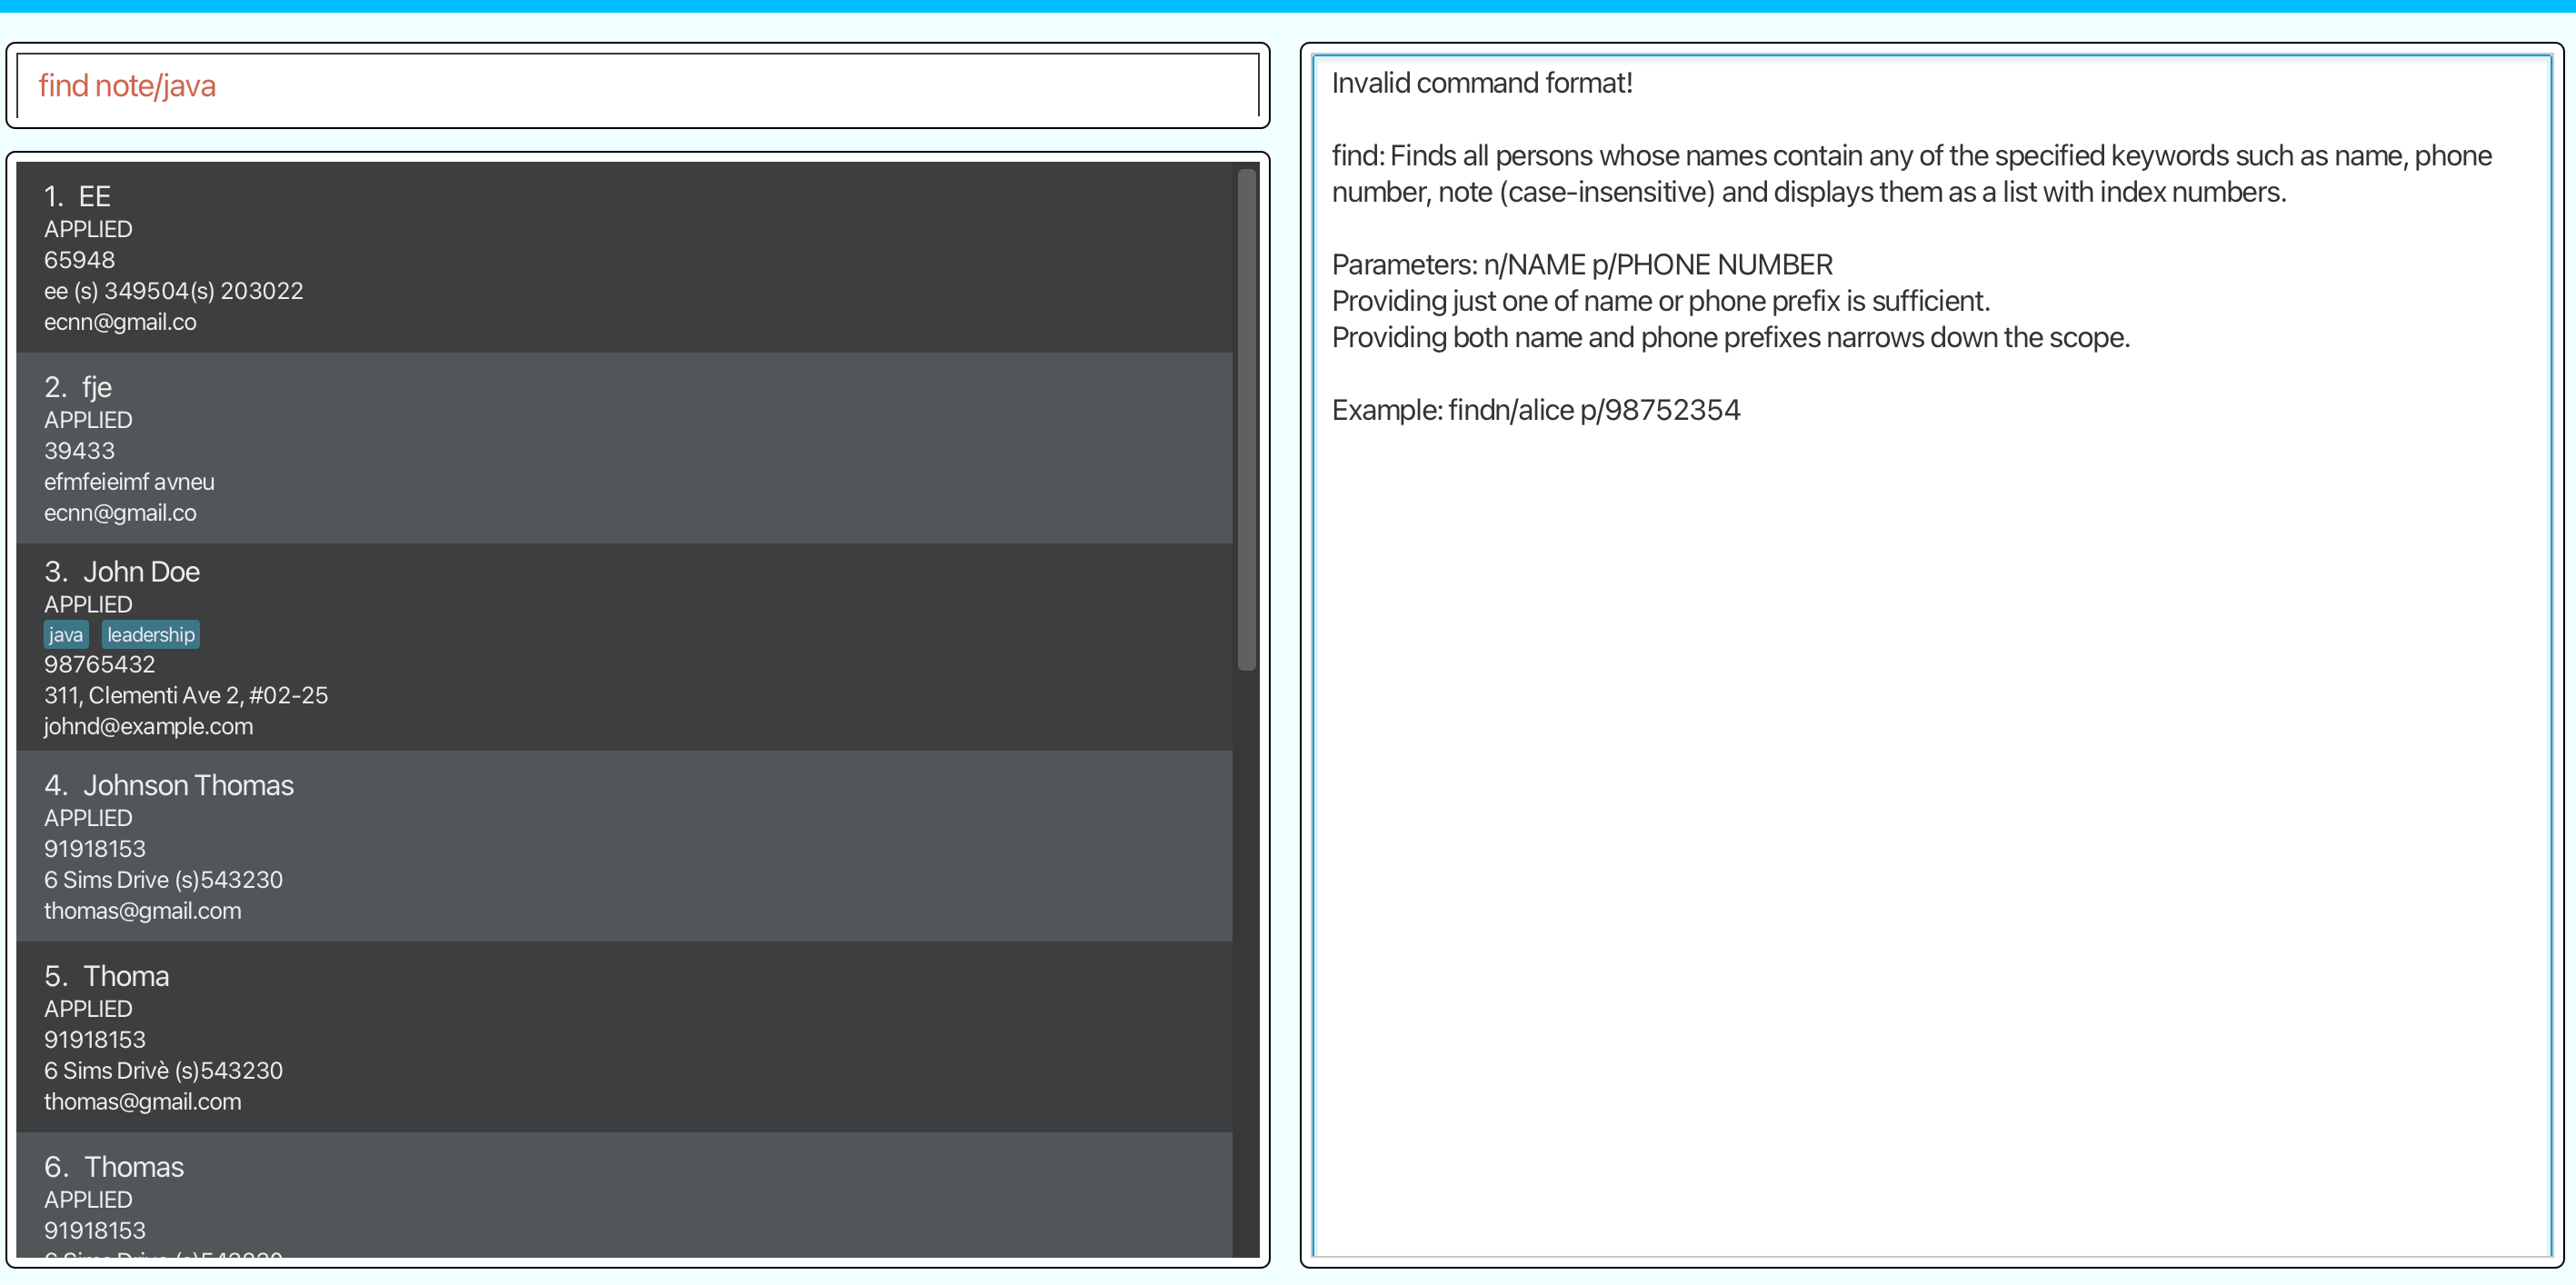 find note/java
1. EE
APPLIED
65948
ee (s) 349504(s) 203022
ecnn@gmail.co
2. fje
APPLIED
39433
efmfeieimf avneu
ecnn@gmail.co
3. John Doe
APPLIED
java leadership
98765432
311, Clementi Ave 2, #02-25
johnd@example.com
4. Johnson Thomas
APPLIED
91918153
6 Sims Drive (s)543230
thomas@gmail.com
5. Thoma
APPLIED
91918153
6 Sims Drivè (s)543230
thomas@gmail.com
6. Thomas
APPLIED
91918153
Invalid command format!
find: Finds all persons whose names contain any of the specified keywords such as name, phone
number, note (case-insensitive) and displays them as a list with index numbers.
Parameters: n/NAME p/PHONE NUMBER
Providing just one of name or phone prefix is sufficient.
Providing both name and phone prefixes narrows down the scope.
Example: findn/alice p/98752354